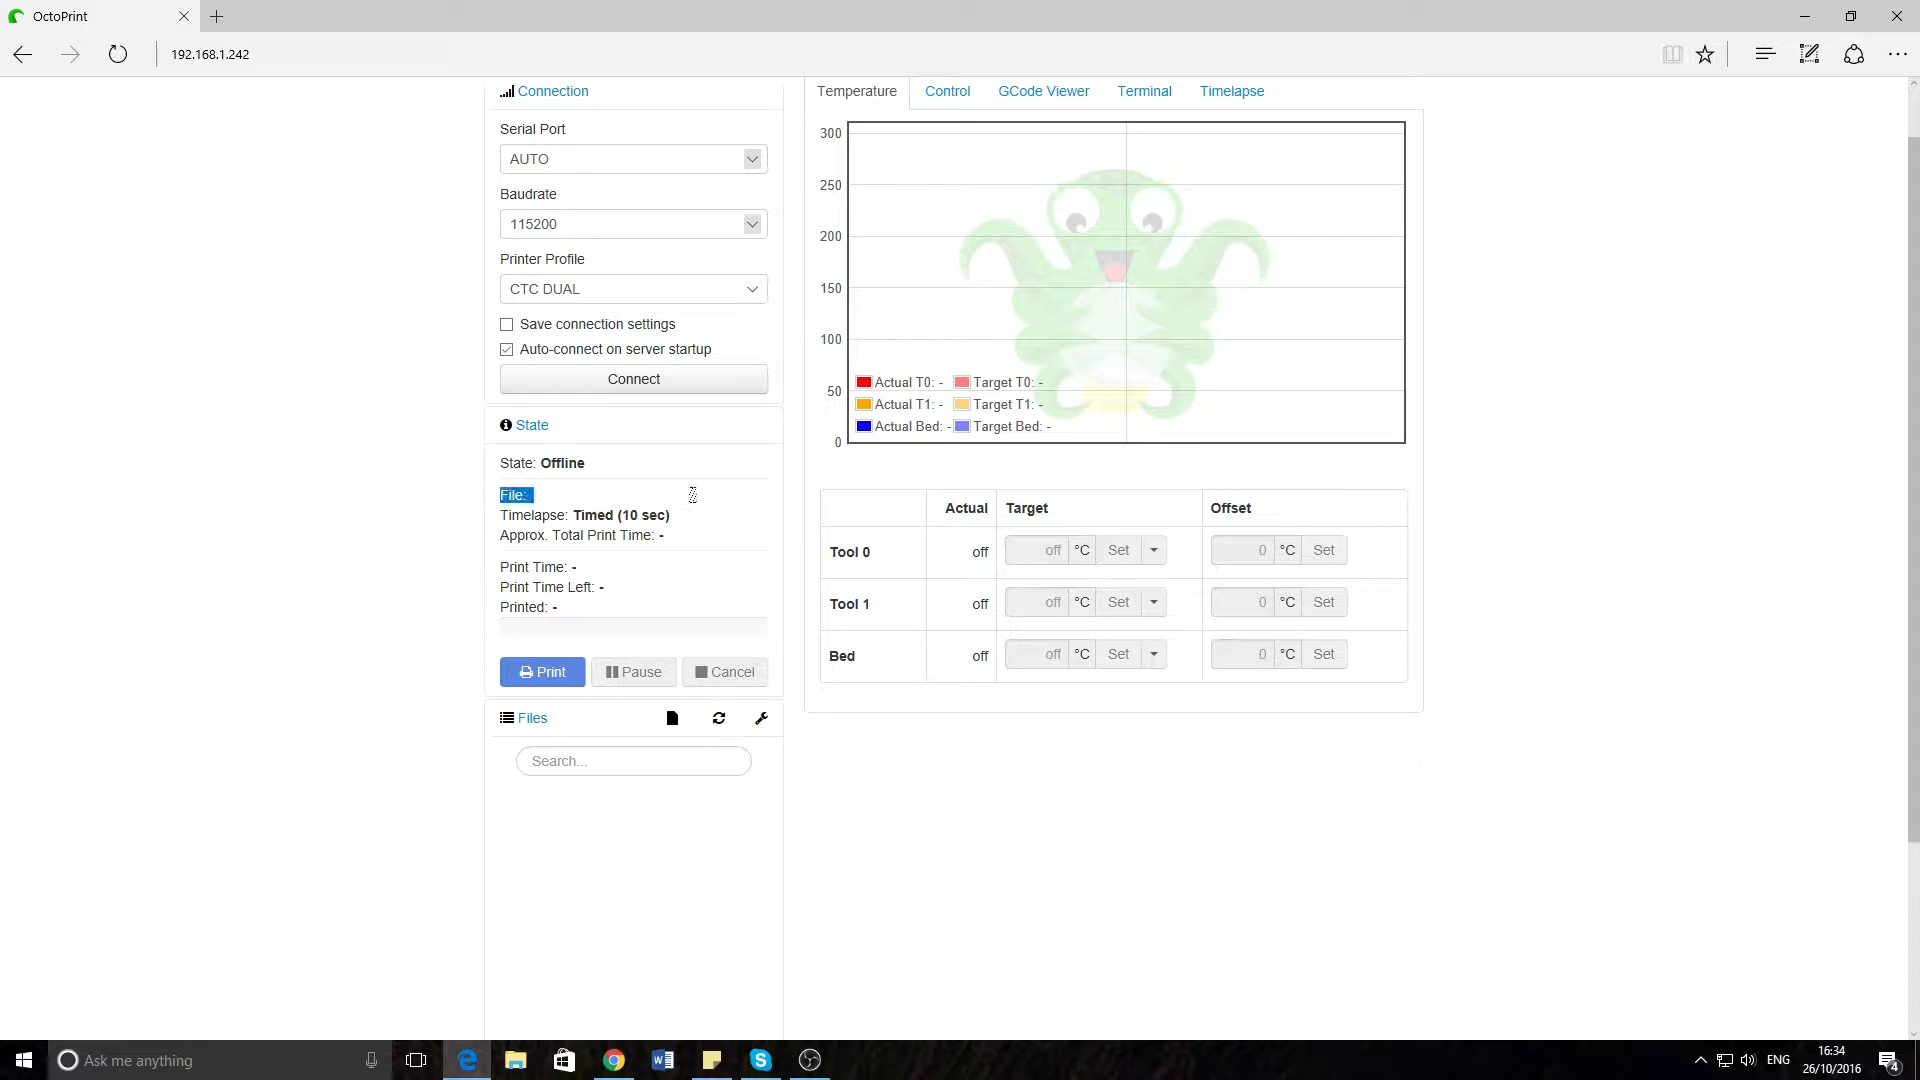 OctoPrint
192.168.1.242
Connection
Serial Port
AUTO
Baudrate
115200
Printer Profile
CTC DUAL
Save connection settings
Auto-connect on server startup
Connect
State
State: Offline
File:
Timelapse: Timed (10 sec)
Approx. Total Print Time: -
Print Time: -
Print Time Left: -
Printed: -
Print Pause Cancel
Files
Search...
Temperature Control GCode Viewer Terminal Timelapse
300
250
200
150
100
50
0
Actual T0: - Target T0: -
Actual T1: - Target T1: -
Actual Bed: - Target Bed: -
Actual Target Offset
Tool 0 off off °C Set 0 °C Set
Tool 1 off off °C Set 0 °C Set
Bed off off °C Set 0 °C Set
Ask me anything
ENG
16:34
26/10/2016
4